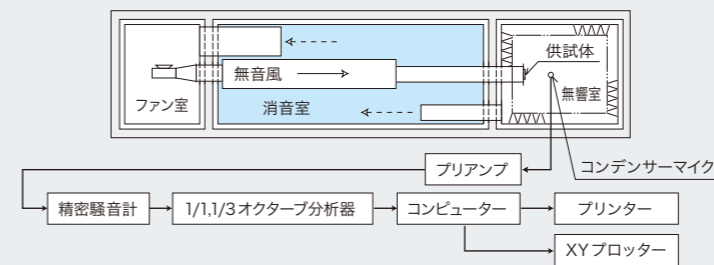 供試体
無音風
無響室
ファン室
消音室
プリアンプ
コンデンサーマイク
精密騒音計
1/1,1/3オクターブ分析器
コンピューター
プリンター
XYプロッター